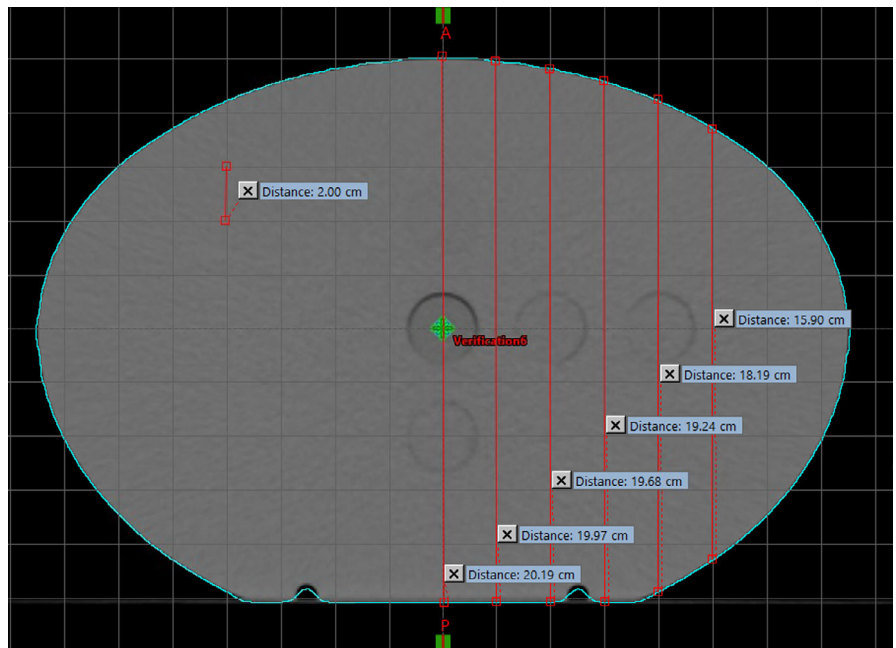 A
Distance: 2.00 cm
Distance: 15.90 cm
Verification6
Distance: 18.19 cm
Distance: 19.24 cm
Distance: 19.68 cm
Distance: 19.97 cm
Distance: 20.19 cm
P